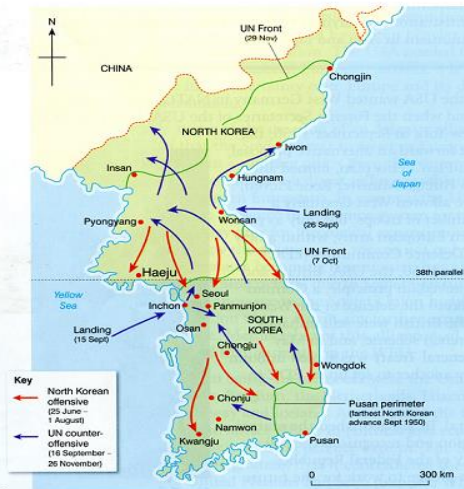 UN Front
(29 Nov)
N
CHINA
Chongjin
NORTH KOREA
Iwon
Insan
Hungnam
Sea
of
Japan
Pyongyang
Wonsan
Landing
(26 Sept)
UN Front
(7 Oct)
Haeju
38th parallel
Yellow
Sea
Seoul
Inchon
Panmunjon
Osan
SOUTH
KOREA
Landing
(15 Sept)
Chongju
Wongdok
Key
North Korean
offensive
(25 June –
1 August)
UN counter-
offensive
(16 September –
26 November)
Chonju
Namwon
Kwangju
Pusan
Pusan perimeter
(farthest North Korean
advance Sept 1950)
0
300 km